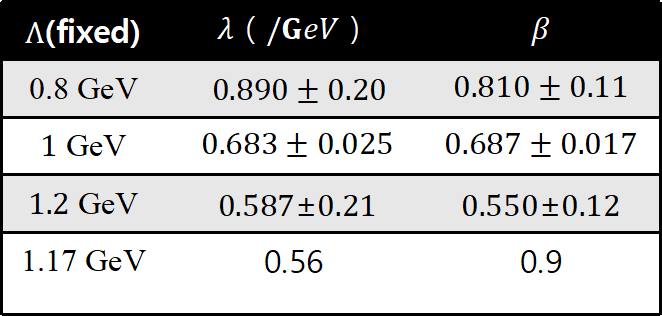 Λ(fixed) λ ( /GeV ) β
0.8 GeV 0.890 ± 0.20 0.810 ± 0.11
1 GeV 0.683 ± 0.025 0.687 ± 0.017
1.2 GeV 0.587±0.21 0.550±0.12
1.17 GeV 0.56 0.9